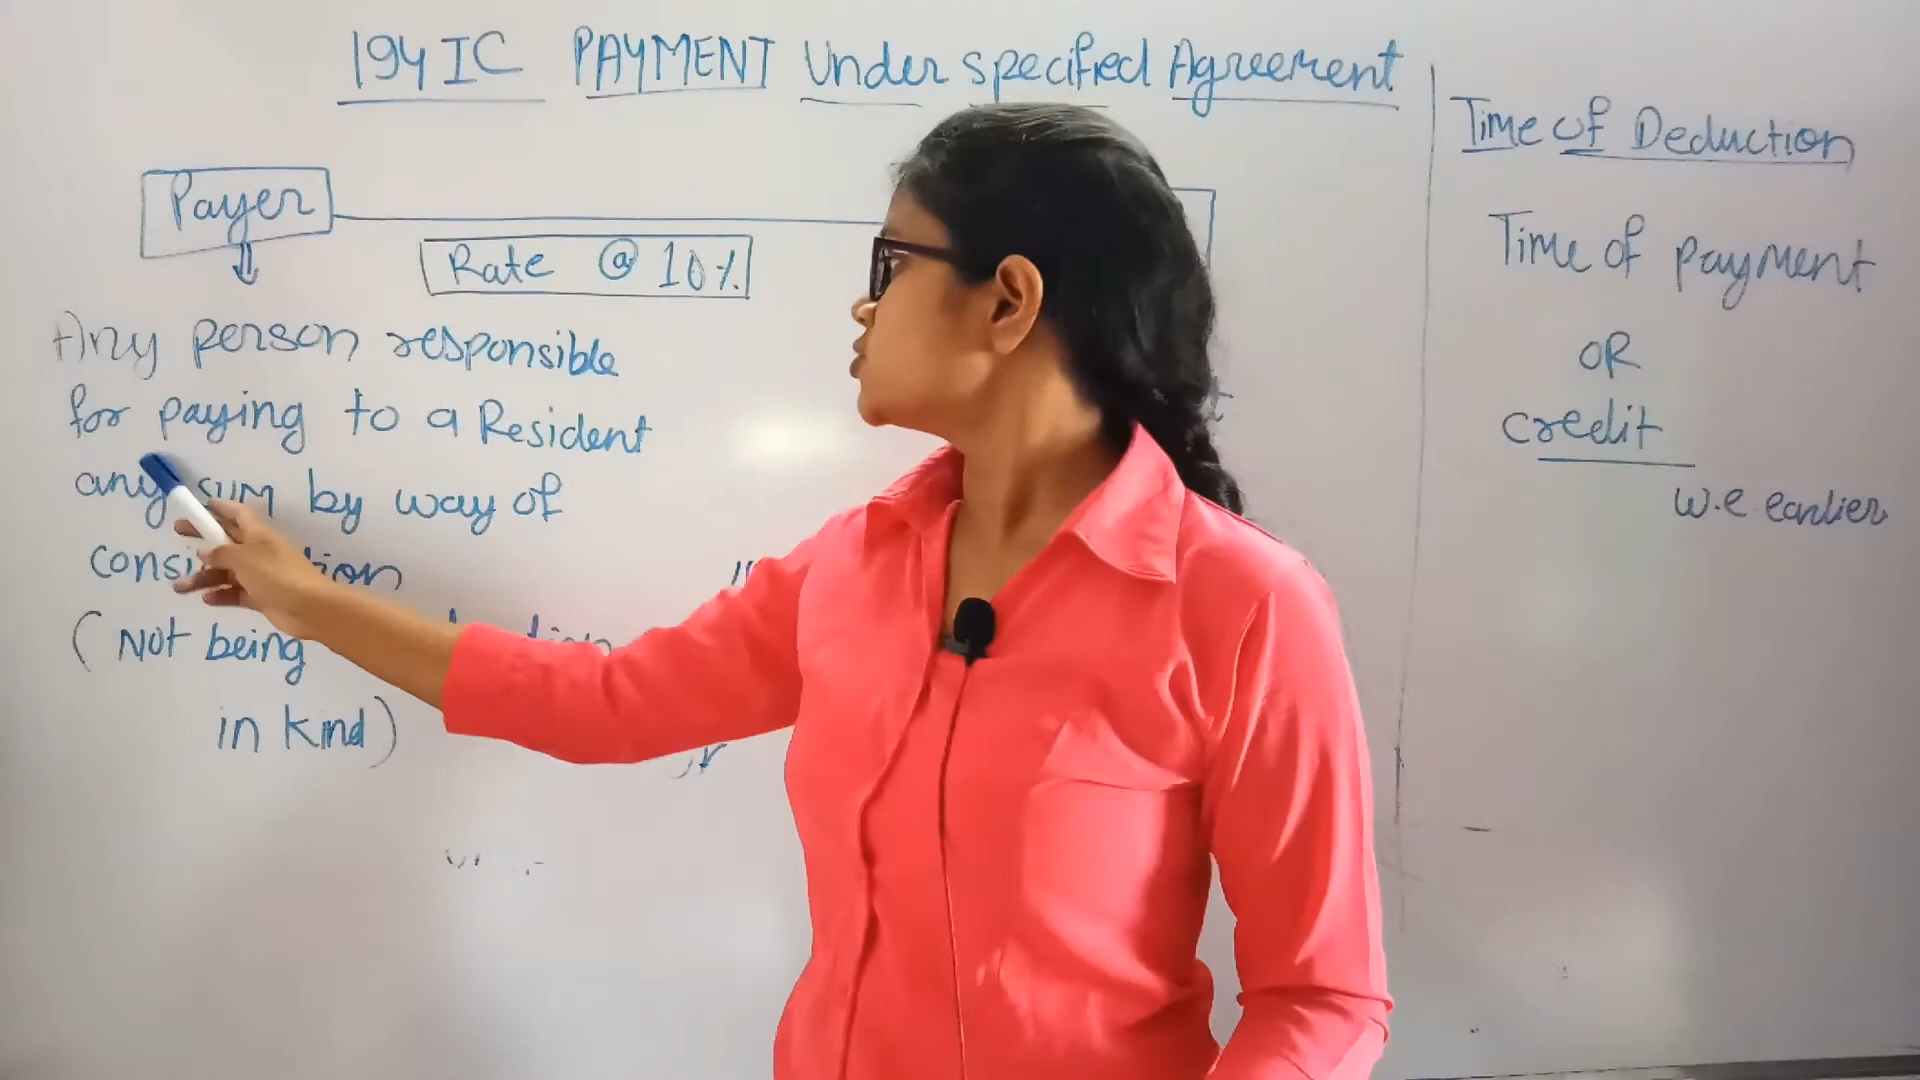 194 IC PAYMENT Under specified Agreement
Payer
Rate @ 10%
Any person responsible
for paying to a Resident
any sum by way of
(Not being
in kind)
Time of Deduction
Time of payment
OR
credit
w.e earlier